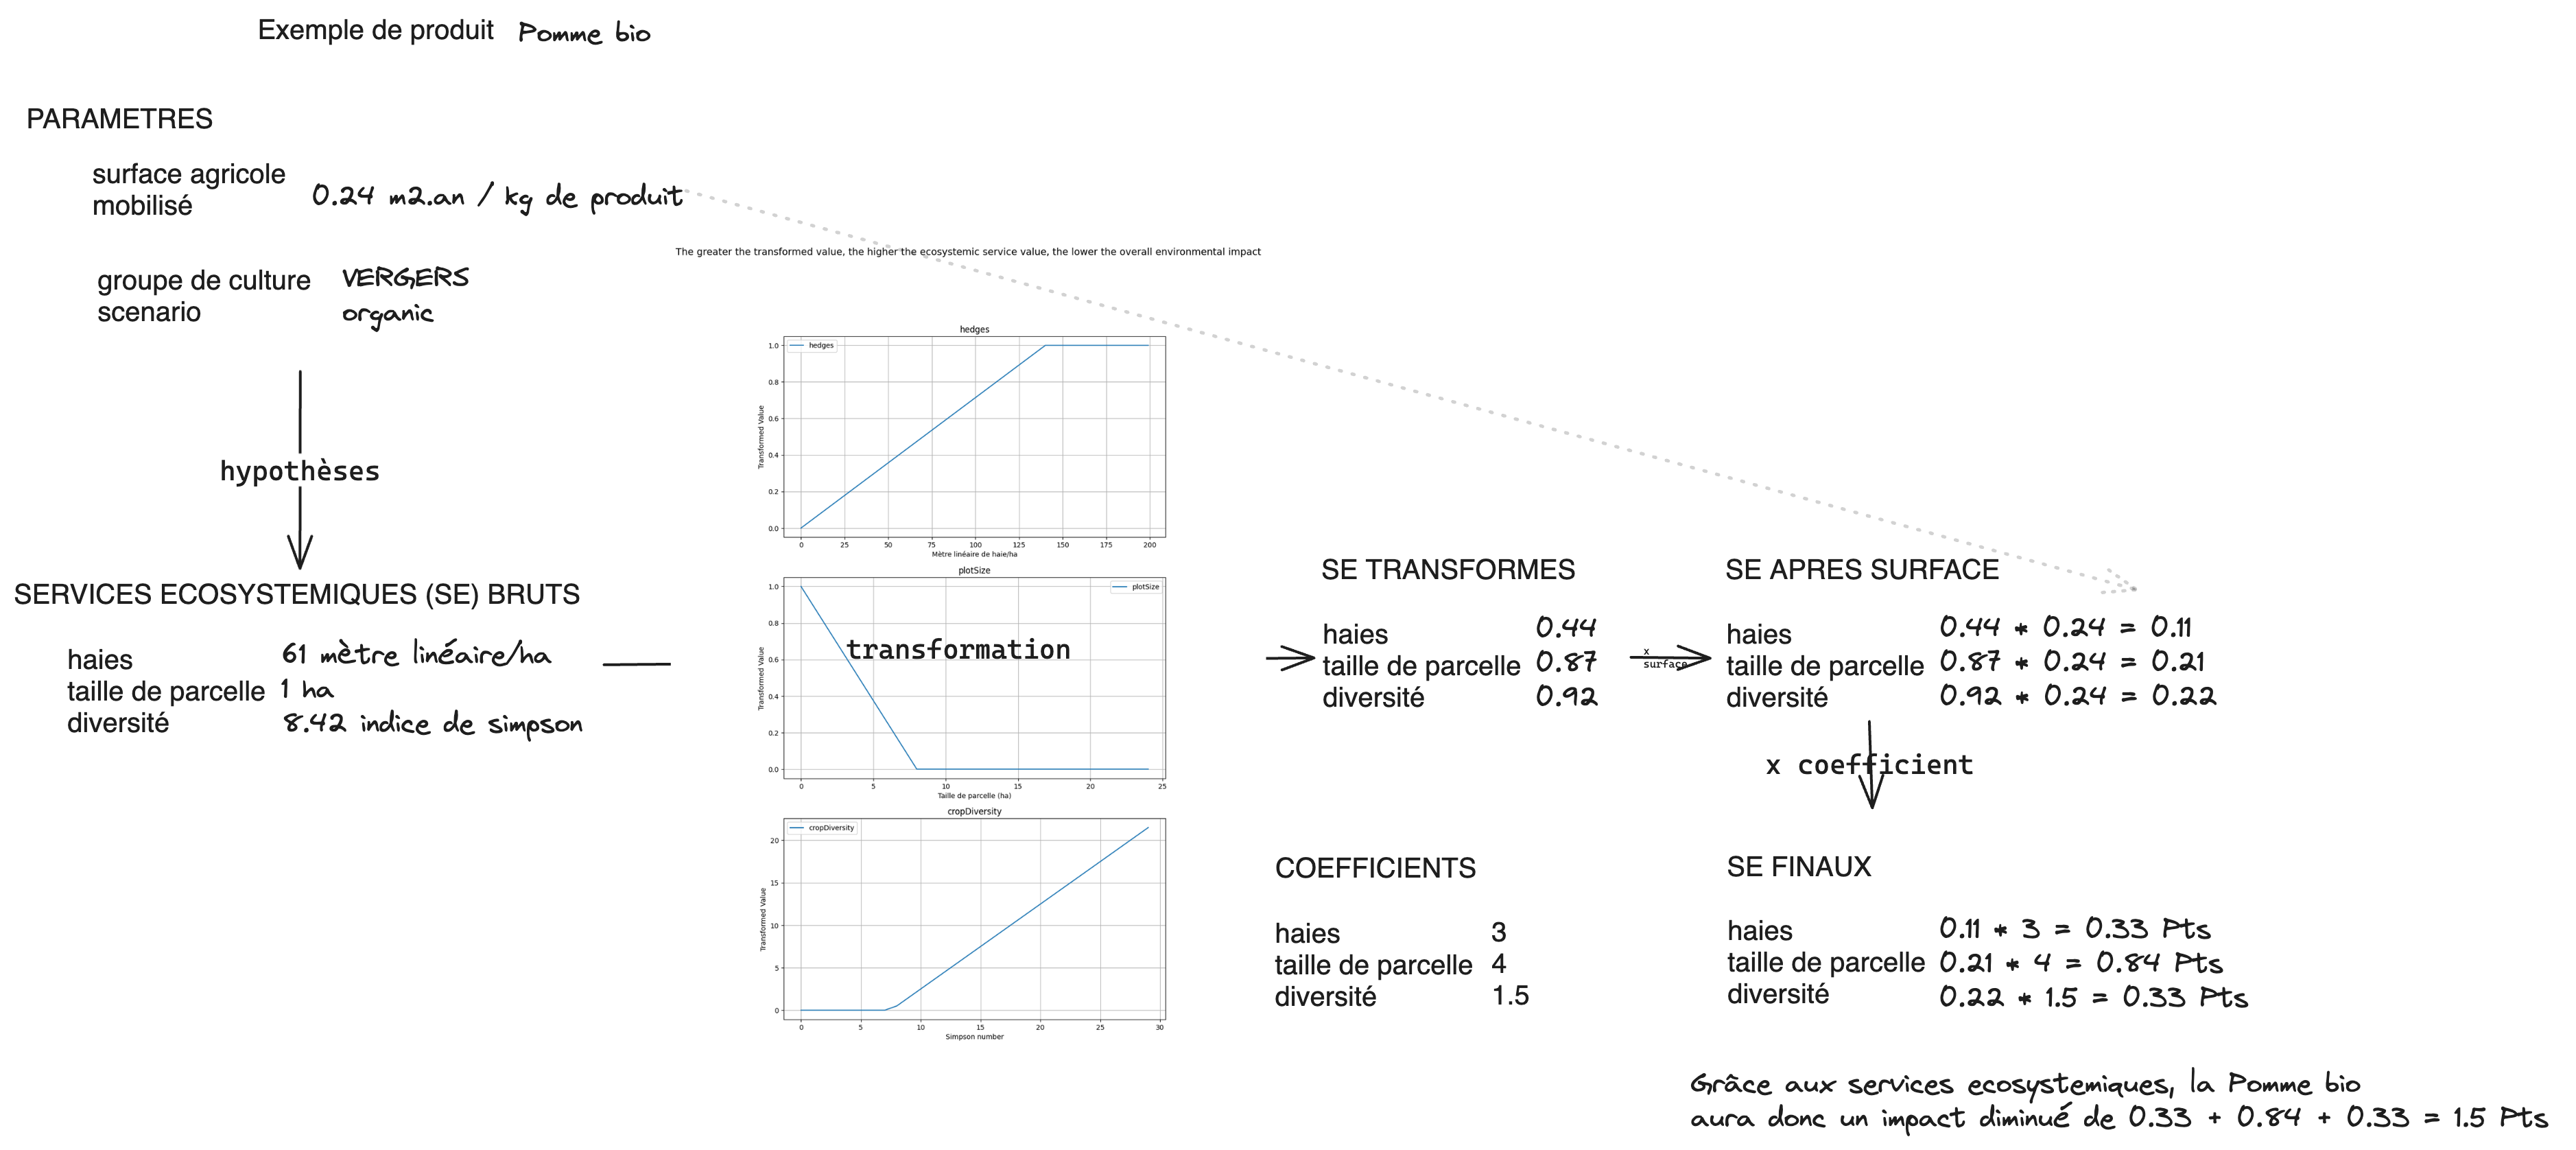 Exemple de produit Pomme bio
PARAMETRES
surface agricole
mobilisé
0.24 m2.an / kg de produit
groupe de culture VERGERS
scenario organic
hypothèses
SERVICES ECOSYSTEMIQUES (SE) BRUTS
haies 61 mètre linéaire/ha
taille de parcelle 1 ha
diversité 8.42 indice de simpson
The greater the transformed value, the higher the ecosystemic service value, the lower the overall environmental impact
hedges
hedges
Transformed Value
1.0
0.8
0.6
0.4
0.2
0.0
0 25 50 75 100 125 150 175 200
Mètre linéaire de haie/ha
plotSize
plotSize
Transformed Value
1.0
0.8
0.6
0.4
0.2
0.0
0 5 10 15 20 25
Taille de parcelle (ha)
transformation
cropDiversity
cropDiversity
Transformed Value
20
15
10
5
0
0 5 10 15 20 25 30
Simpson number
SE TRANSFORMES
haies 0.44
taille de parcelle 0.87
diversité 0.92
x
surface
SE APRES SURFACE
haies 0.44 * 0.24 = 0.11
taille de parcelle 0.87 * 0.24 = 0.21
diversité 0.92 * 0.24 = 0.22
x coefficient
COEFFICIENTS
haies 3
taille de parcelle 4
diversité 1.5
SE FINAUX
haies 0.11 * 3 = 0.33 Pts
taille de parcelle 0.21 * 4 = 0.84 Pts
diversité 0.22 * 1.5 = 0.33 Pts
Grâce aux services ecosystemiques, la Pomme bio
aura donc un impact diminué de 0.33 + 0.84 + 0.33 = 1.5 Pts